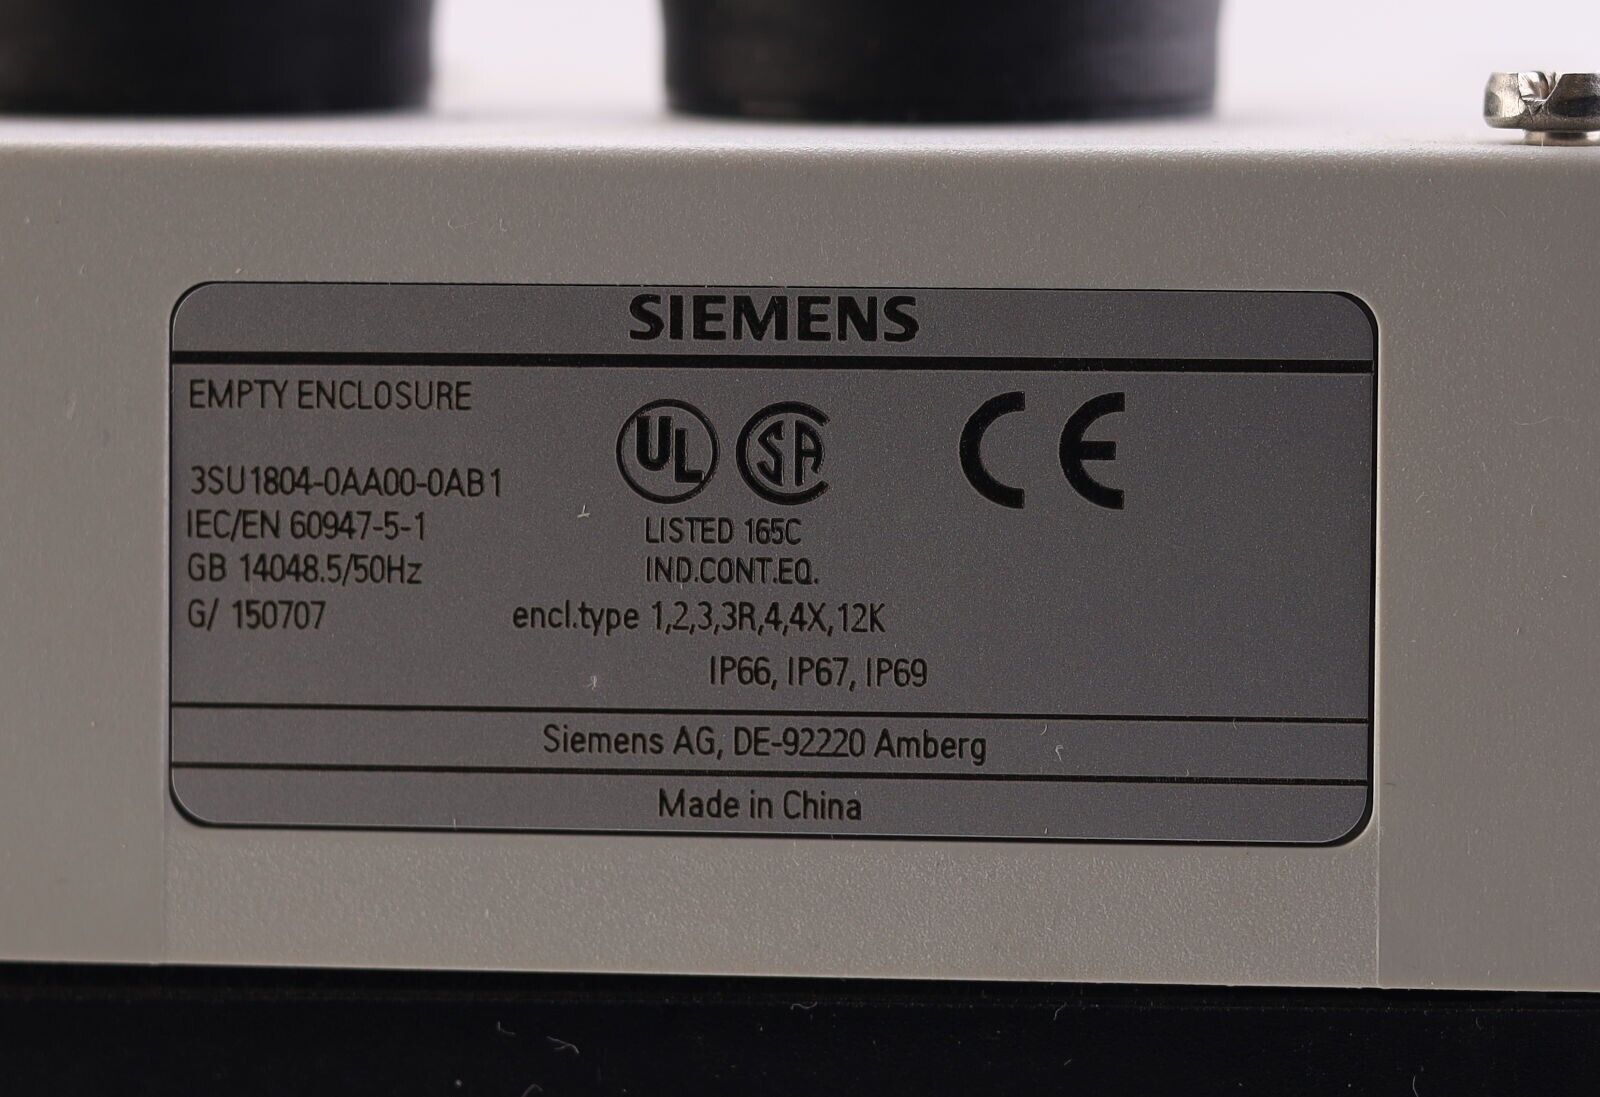 SIEMENS
EMPTY ENCLOSURE
UL
SA
CE
3SU1804-0AA00-0AB1
IEC/EN 60947-5-1
GB 14048.5/50Hz
G/ 150707
LISTED 165C
IND.CONT.EQ.
encl.type 1,2,3,3R,4,4X,12K
IP66, IP67, IP69
Siemens AG, DE-92220 Amberg
Made in China